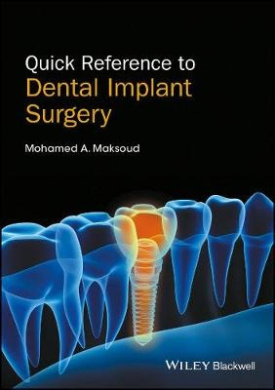 Quick Reference to
Dental Implant
Surgery
Mohamed A. Maksoud
WILEY Blackwell